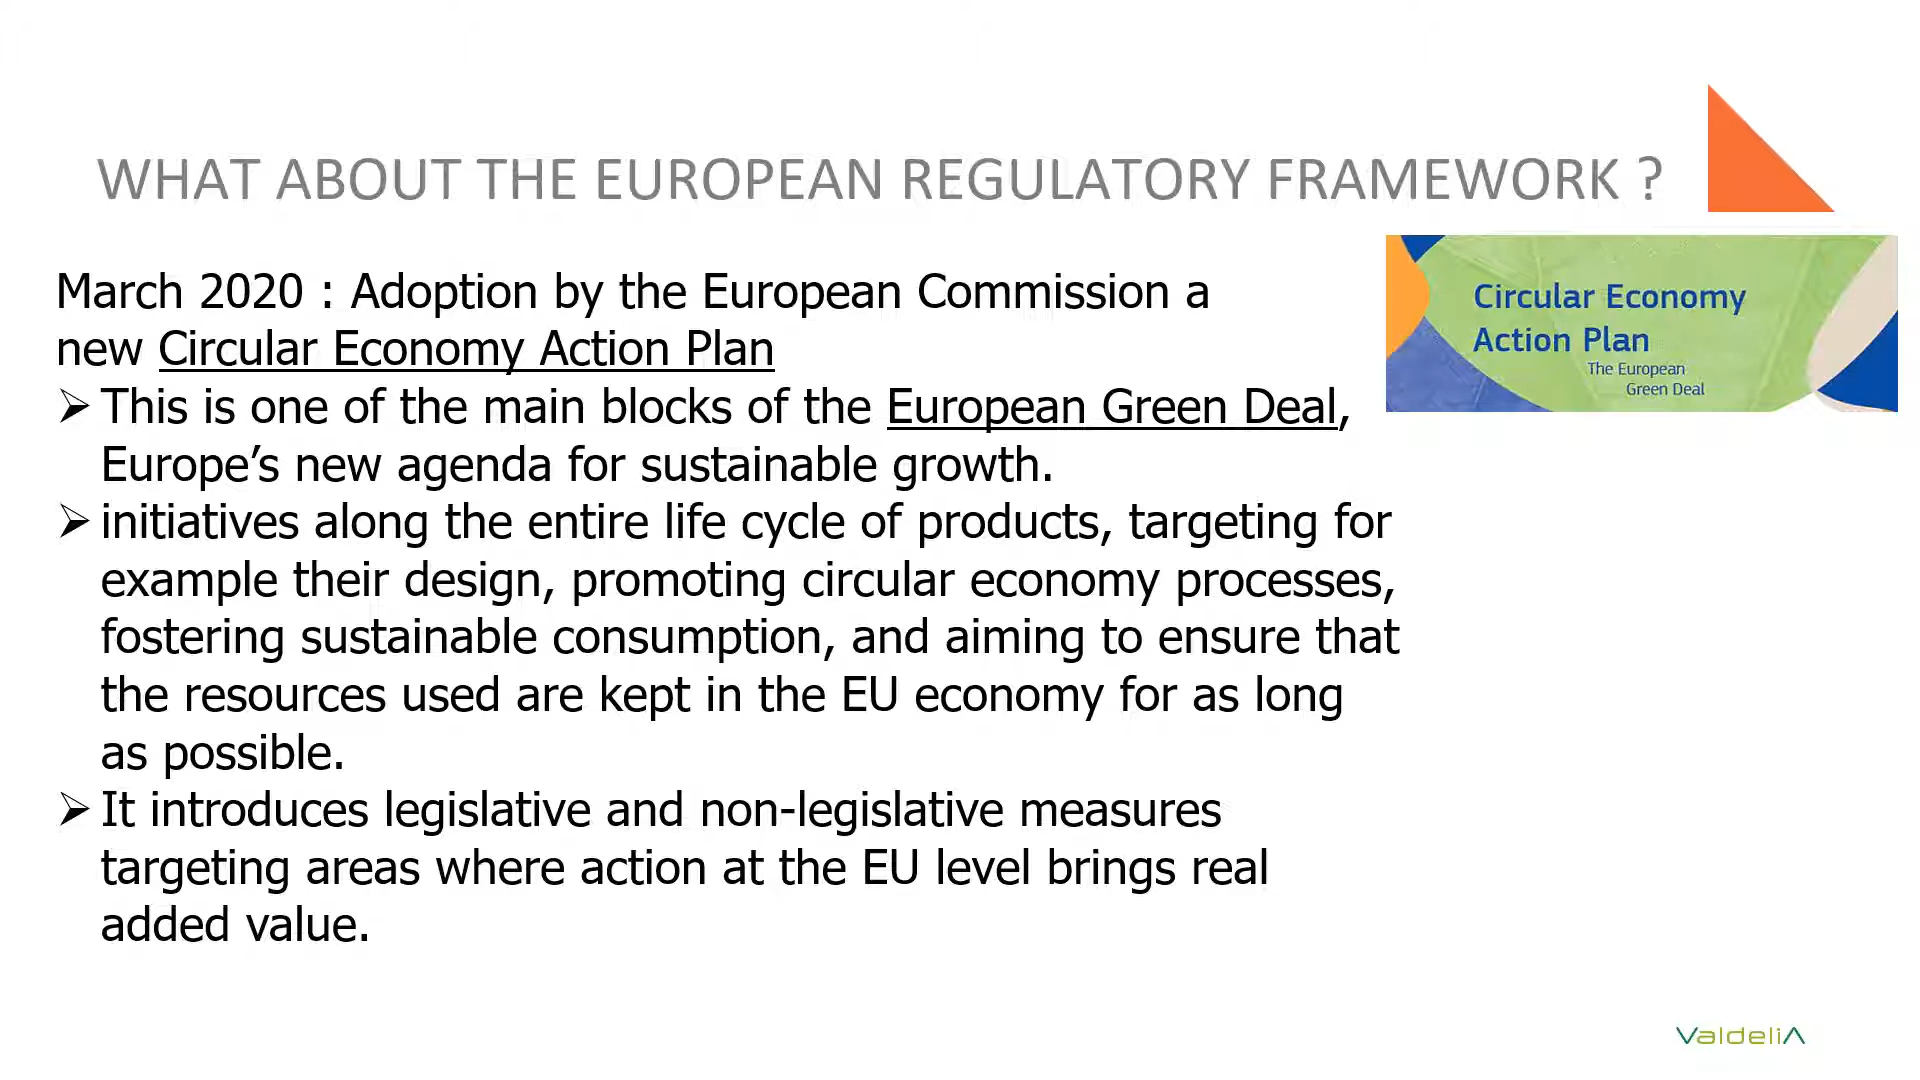 WHAT ABOUT THE EUROPEAN REGULATORY FRAMEWORK ?
March 2020 : Adoption by the European Commission a
new Circular Economy Action Plan
➢ This is one of the main blocks of the European Green Deal,
Europe’s new agenda for sustainable growth.
➢ initiatives along the entire life cycle of products, targeting for
example their design, promoting circular economy processes,
fostering sustainable consumption, and aiming to ensure that
the resources used are kept in the EU economy for as long
as possible.
➢ It introduces legislative and non-legislative measures
targeting areas where action at the EU level brings real
added value.
Circular Economy
Action Plan
The European
Green Deal
ValdeliA